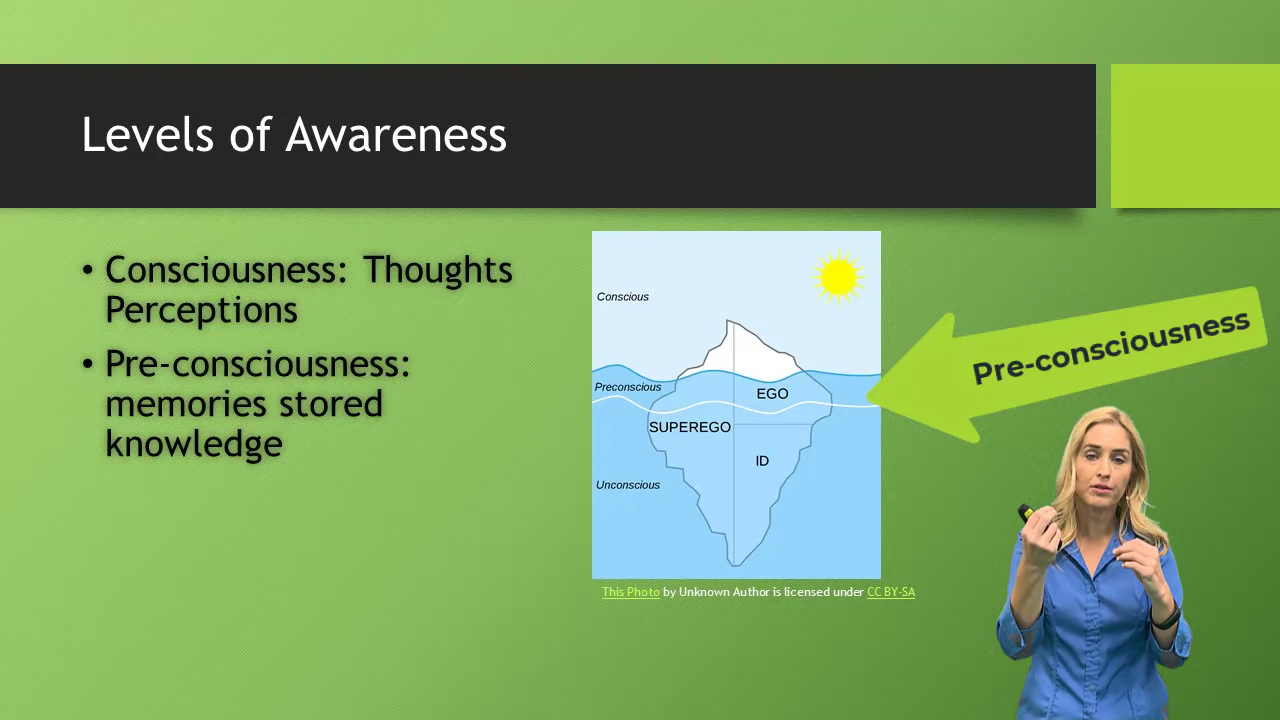 Levels of Awareness
• Consciousness: Thoughts
Perceptions
• Pre-consciousness:
memories stored
knowledge
Conscious
Preconscious
EGO
SUPEREGO
ID
Unconscious
Pre-consciousness
This Photo by Unknown Author is licensed under CC BY-SA